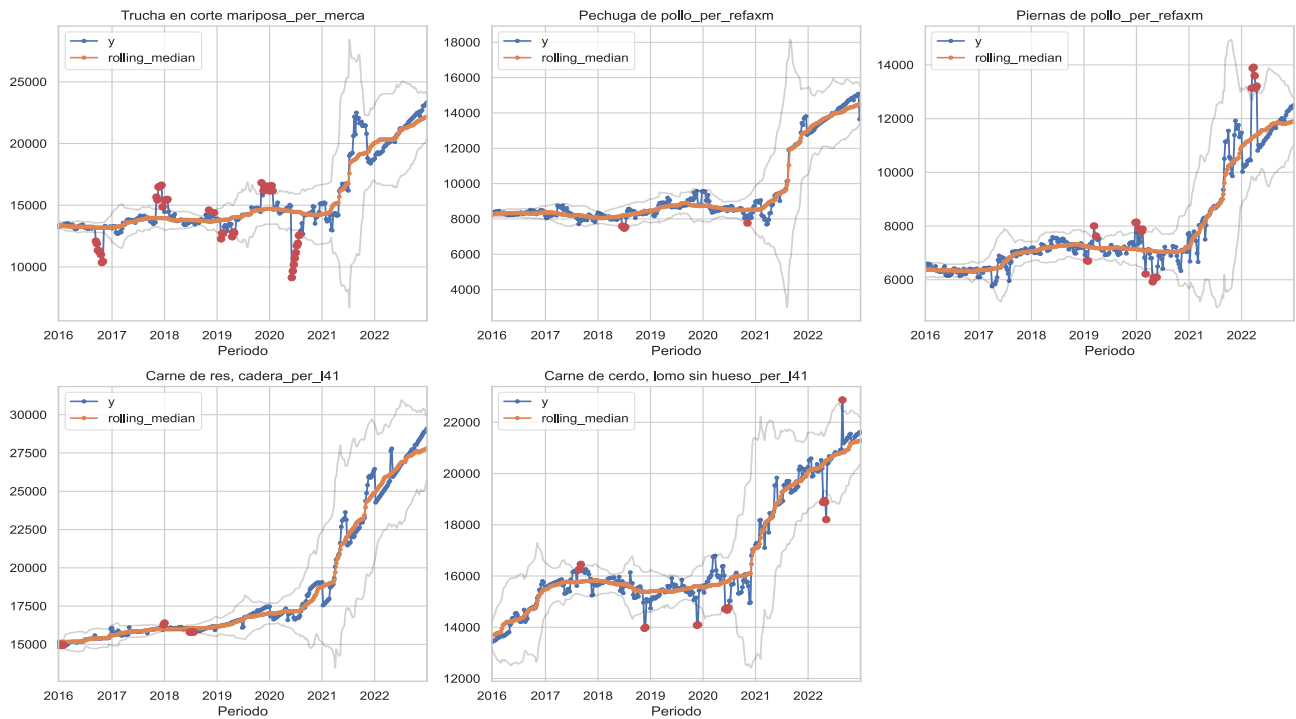 Trucha en corte mariposa_per_merca
y
rolling_median
25000
20000
15000
10000
2016 2017 2018 2019 2020 2021 2022
Periodo
Pechuga de pollo_per_refaxm
y
rolling_median
18000
16000
14000
12000
10000
8000
6000
4000
2016 2017 2018 2019 2020 2021 2022
Periodo
Piernas de pollo_per_refaxm
y
rolling_median
14000
12000
10000
8000
6000
2016 2017 2018 2019 2020 2021 2022
Periodo
Carne de res, cadera_per_l41
y
rolling_median
30000
27500
25000
22500
20000
17500
15000
2016 2017 2018 2019 2020 2021 2022
Periodo
Carne de cerdo, lomo sin hueso_per_l41
y
rolling_median
22000
20000
18000
16000
14000
12000
2016 2017 2018 2019 2020 2021 2022
Periodo